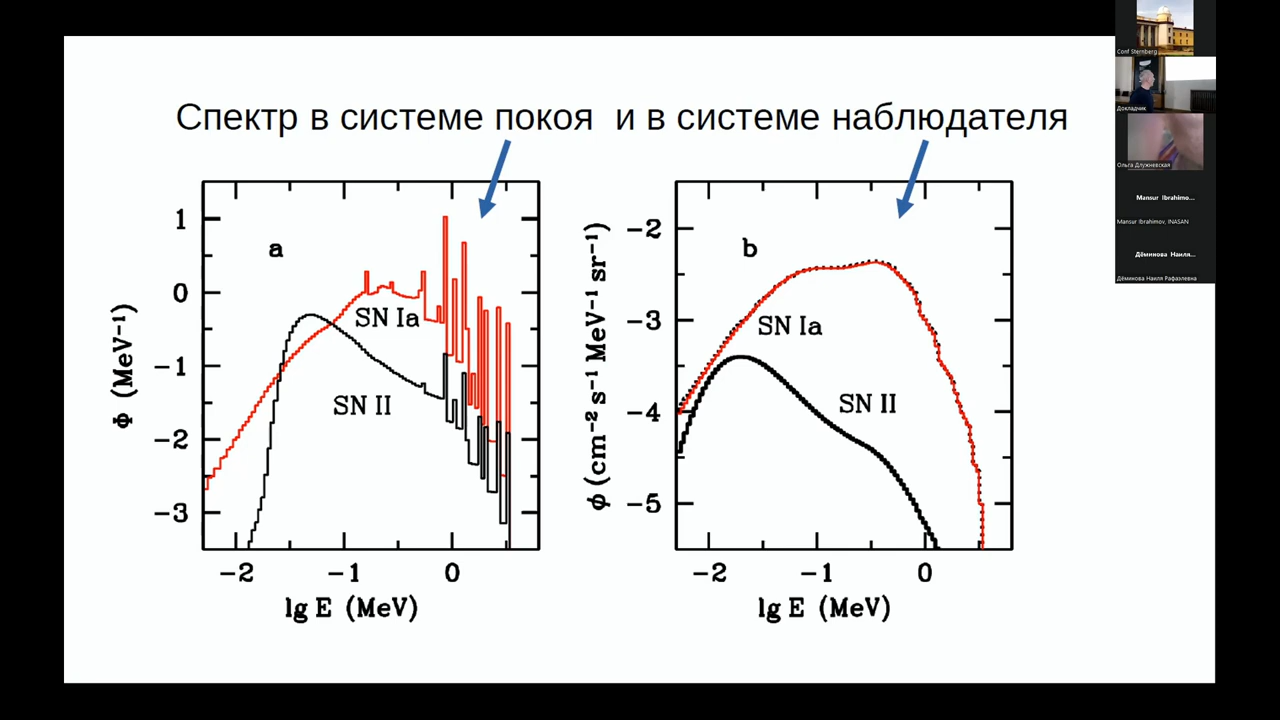 Спектр в системе покоя и в системе наблюдателя
a
SN Ia
SN II
1
0
−1
−2
−3
Φ (MeV⁻¹)
−2 −1 0
lg E (MeV)
b
SN Ia
SN II
−2
−3
−4
−5
ϕ (cm⁻² s⁻¹ MeV⁻¹ sr⁻¹)
−2 −1 0
lg E (MeV)
Conf Sternberg
Докладчик
Ольга Длужневская
Mansur Ibrahimo...
Mansur Ibrahimov, INASAN
Дёминова Наиля...
Дёминова Наиля Рафаэлевна